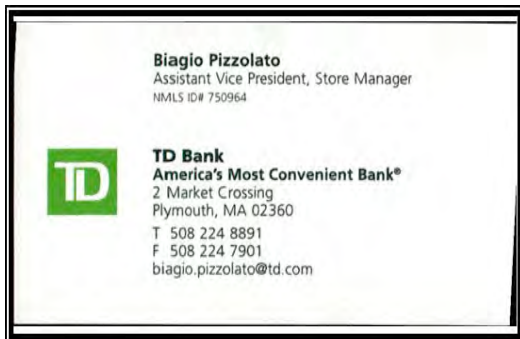 Biagio Pizzolato
Assistant Vice President, Store Manager
NMLS ID# 750964
TD
TD Bank
America's Most Convenient Bank®
2 Market Crossing
Plymouth, MA 02360
T 508 224 8891
F 508 224 7901
biagio.pizzolato@td.com